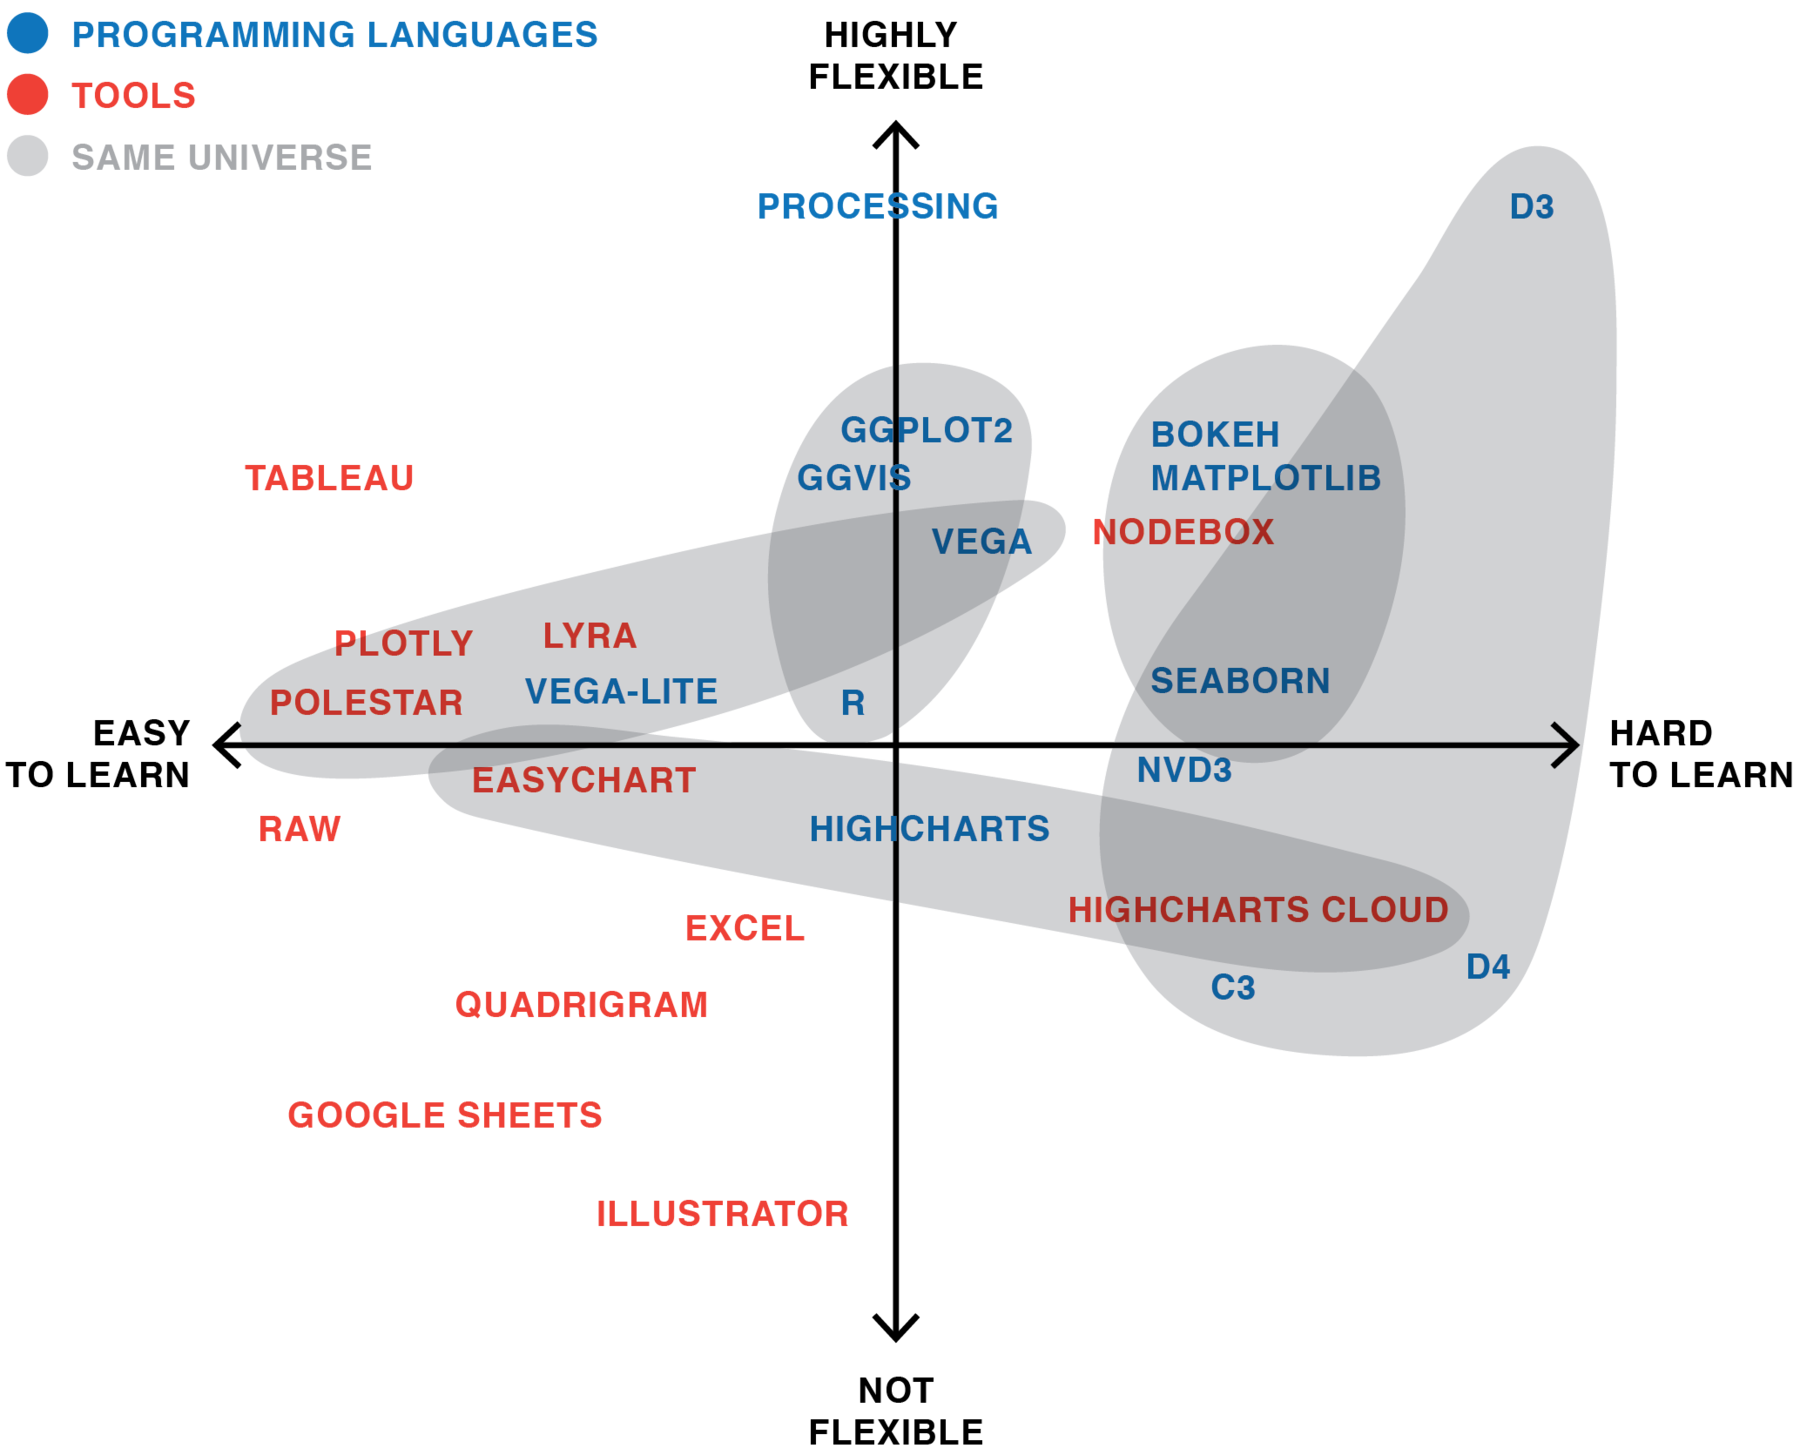 PROGRAMMING LANGUAGES
TOOLS
SAME UNIVERSE
HIGHLY
FLEXIBLE
PROCESSING
D3
GGPLOT2
BOKEH
TABLEAU
GGVIS
MATPLOTLIB
NODEBOX
VEGA
PLOTLY
LYRA
SEABORN
POLESTAR
VEGA-LITE
R
EASY
TO LEARN
HARD
TO LEARN
NVD3
EASYCHART
RAW
HIGHCHARTS
HIGHCHARTS CLOUD
EXCEL
D4
C3
QUADRIGRAM
GOOGLE SHEETS
ILLUSTRATOR
NOT
FLEXIBLE